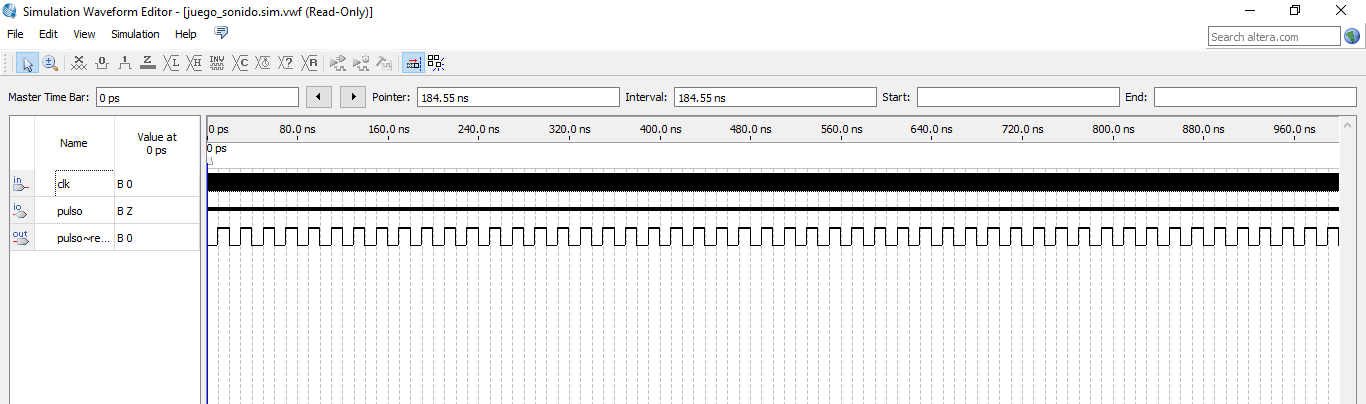 Simulation Waveform Editor - [juego_sonido.sim.vwf (Read-Only)]
File Edit View Simulation Help
Search altera.com
Master Time Bar: 0 ps Pointer: 184.55 ns Interval: 184.55 ns Start: End:
Name Value at 0 ps
0 ps 80.0 ns 160.0 ns 240.0 ns 320.0 ns 400.0 ns 480.0 ns 560.0 ns 640.0 ns 720.0 ns 800.0 ns 880.0 ns 960.0 ns
0 ps
in clk B 0
io pulso B Z
out pulso~re... B 0